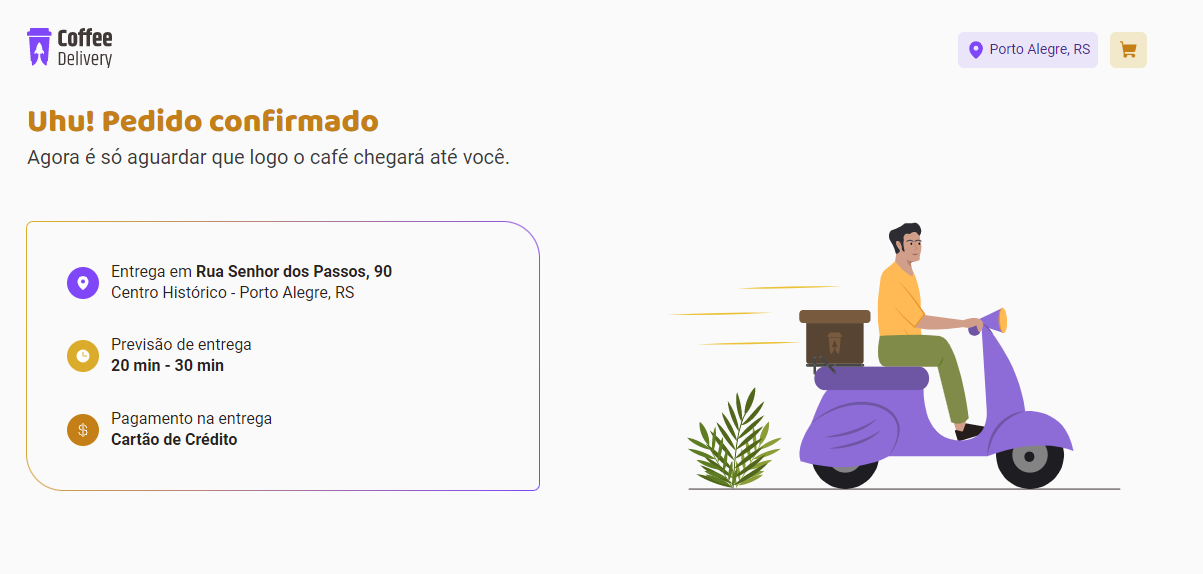 Coffee
Delivery
Porto Alegre, RS
Uhu! Pedido confirmado
Agora é só aguardar que logo o café chegará até você.
Entrega em Rua Senhor dos Passos, 90
Centro Histórico - Porto Alegre, RS
Previsão de entrega
20 min - 30 min
$
Pagamento na entrega
Cartão de Crédito